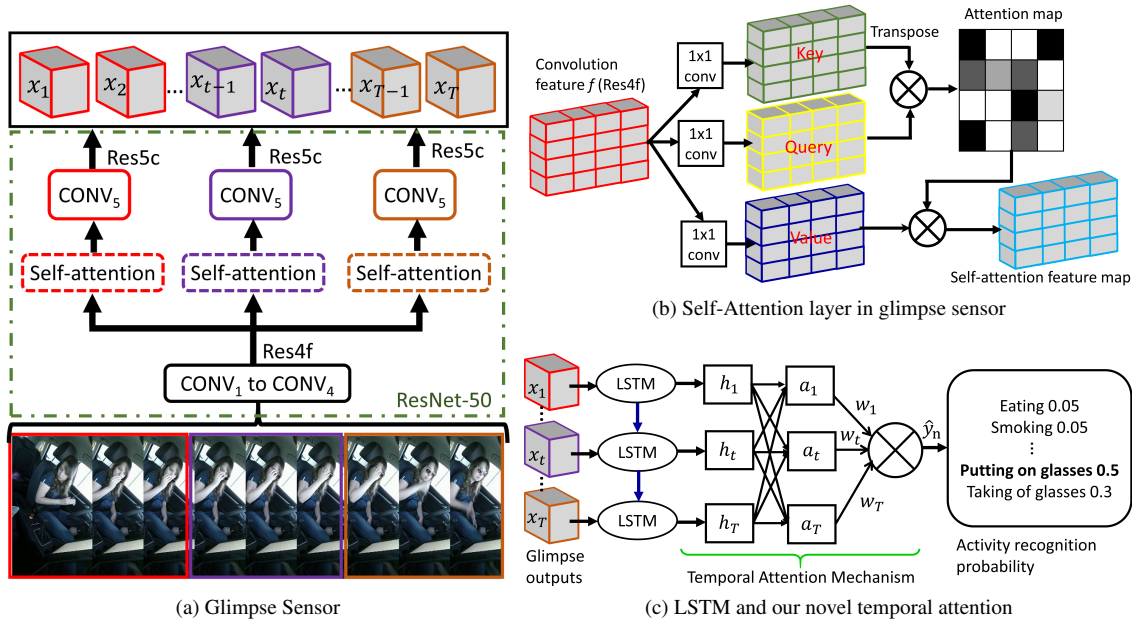 x1 x2 ... xt−1 xt ... xT−1 xT
Res5c Res5c Res5c
CONV5 CONV5 CONV5
Self-attention Self-attention Self-attention
Res4f
CONV1 to CONV4
ResNet-50
(a) Glimpse Sensor
Convolution
feature f (Res4f)
1x1
conv
1x1
conv
1x1
conv
Key
Query
Value
Transpose
Attention map
Self-attention feature map
(b) Self-Attention layer in glimpse sensor
x1 LSTM h1 a1 w1
xt LSTM ht at wt
xT LSTM hT aT wT
ŷn
Glimpse
outputs
Temporal Attention Mechanism
Eating 0.05
Smoking 0.05
⋮
Putting on glasses 0.5
Taking of glasses 0.3
Activity recognition
probability
(c) LSTM and our novel temporal attention